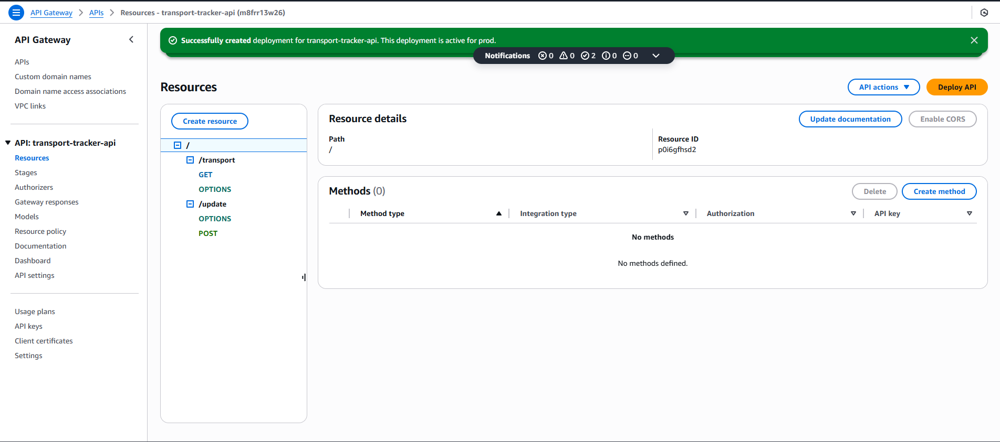 API Gateway > APIs > Resources - transport-tracker-api (m8frr13w26)
API Gateway
APIs
Custom domain names
Domain name access associations
VPC links
API: transport-tracker-api
Resources
Stages
Authorizers
Gateway responses
Models
Resource policy
Documentation
Dashboard
API settings
Usage plans
API keys
Client certificates
Settings
Successfully created deployment for transport-tracker-api. This deployment is active for prod.
Notifications 0 0 2 0 0
Resources
API actions
Deploy API
Create resource
/
/transport
GET
OPTIONS
/update
OPTIONS
POST
Resource details
Update documentation
Enable CORS
Path
/
Resource ID
p0i6gfhsd2
Methods (0)
Delete
Create method
Method type Integration type Authorization API key
No methods
No methods defined.